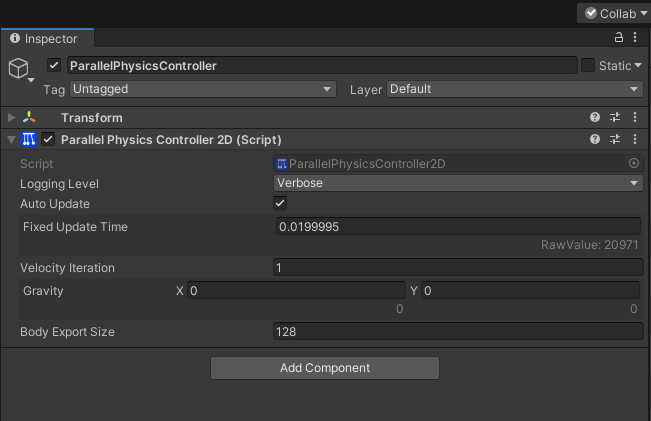 Collab
Inspector
ParallelPhysicsController Static
Tag Untagged Layer Default
Transform
Parallel Physics Controller 2D (Script)
Script ParallelPhysicsController2D
Logging Level Verbose
Auto Update
Fixed Update Time 0.0199995
RawValue: 20971
Velocity Iteration 1
Gravity X 0 Y 0
0 0
Body Export Size 128
Add Component